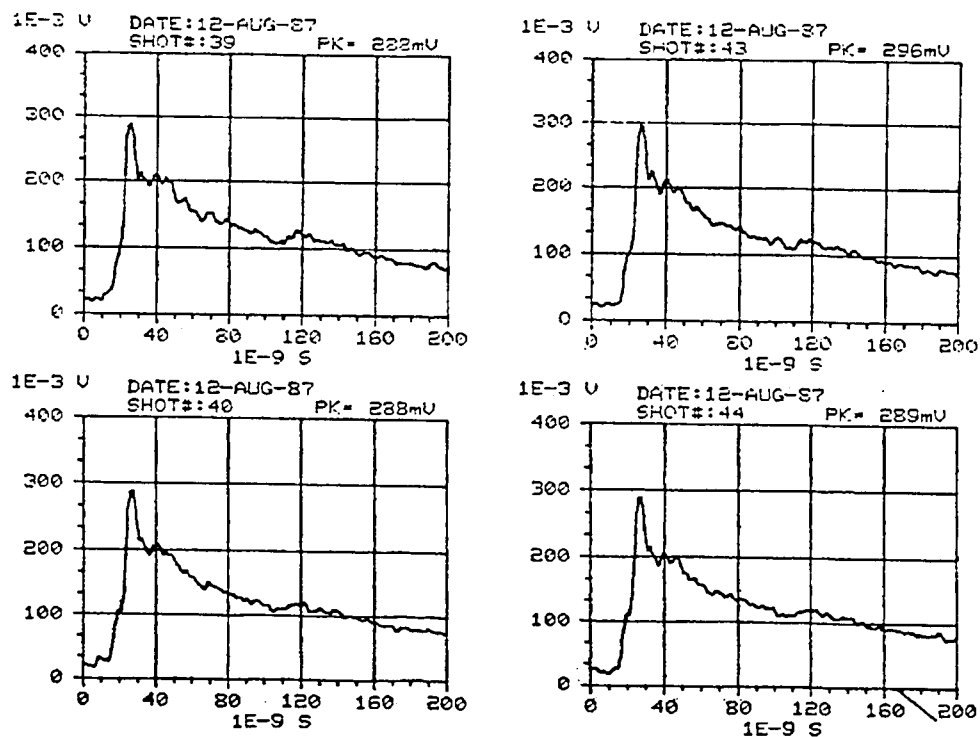 1E-3 V DATE:12-AUG-87
SHOT#:39 PK= 288mV
400
300
200
100
0
0 40 80 120 160 200
1E-9 S
1E-3 V DATE:12-AUG-87
SHOT#:43 PK= 296mV
400
300
200
100
0
0 40 80 120 160 200
1E-9 S
1E-3 V DATE:12-AUG-87
SHOT#:40 PK= 288mV
400
300
200
100
0
0 40 80 120 160 200
1E-9 S
1E-3 V DATE:12-AUG-87
SHOT#:44 PK= 289mV
400
300
200
100
0
0 40 80 120 160 200
1E-9 S